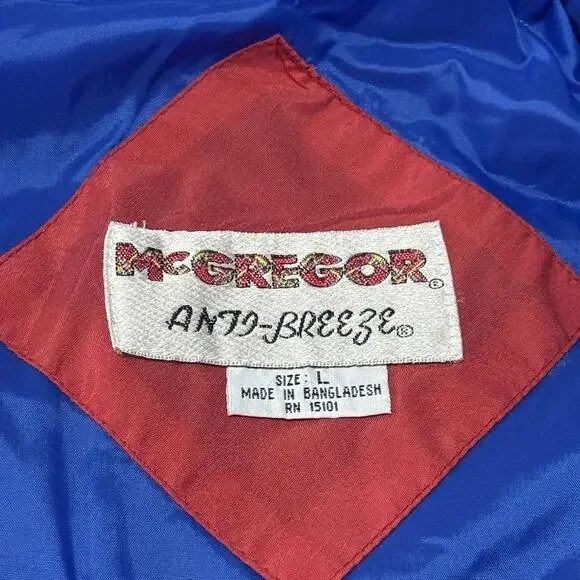 McGREGOR®
ANTI-BREEZE®
SIZE: L
MADE IN BANGLADESH
RN 15101